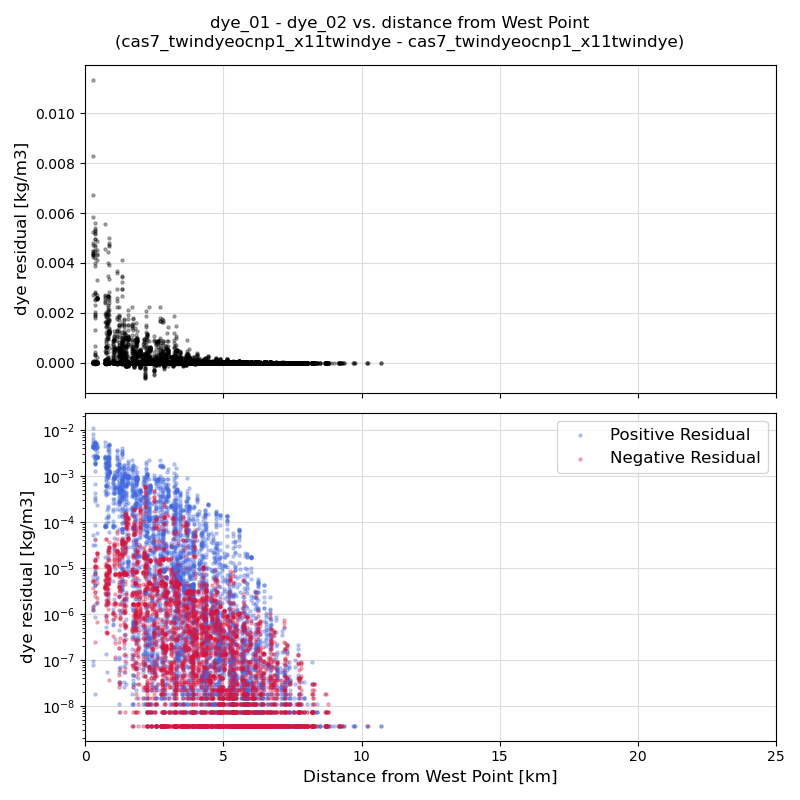 dye_01 - dye_02 vs. distance from West Point
(cas7_twindyeocnp1_x11twindye - cas7_twindyeocnp1_x11twindye)
dye residual [kg/m3]
0.010
0.008
0.006
0.004
0.002
0.000
dye residual [kg/m3]
10⁻²
10⁻³
10⁻⁴
10⁻⁵
10⁻⁶
10⁻⁷
10⁻⁸
Positive Residual
Negative Residual
0 5 10 15 20 25
Distance from West Point [km]